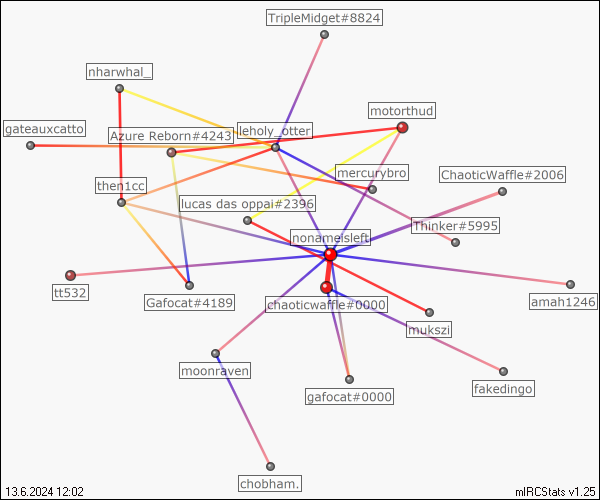 TripleMidget#8824
nharwhal_
motorthud
gateauxcatto
Azure Reborn#4243
leholy_otter
mercurybro
ChaoticWaffle#2006
then1cc
lucas das oppai#2396
Thinker#5995
nonameisleft
tt532
Gafocat#4189
chaoticwaffle#0000
amah1246
mukszi
moonraven
gafocat#0000
fakedingo
chobham.
13.6.2024 12:02
mIRCStats v1.25